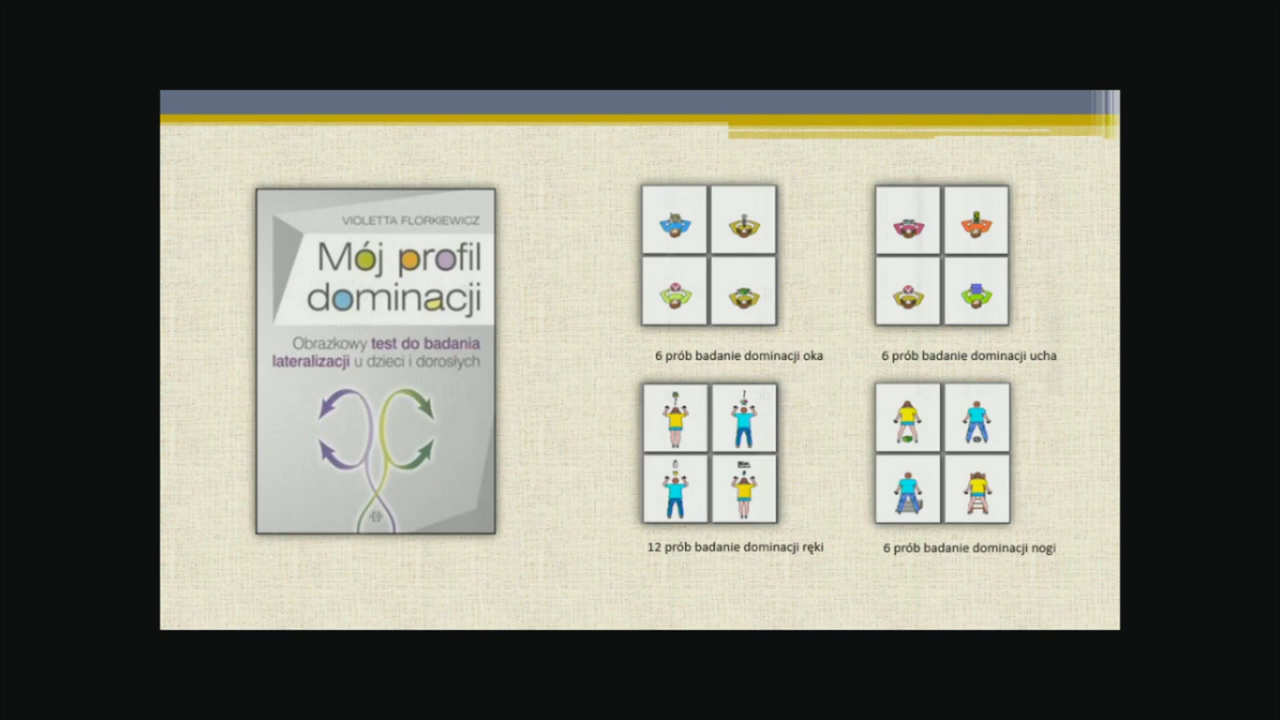 VIOLETTA FLORKIEWICZ
Mój profil
dominacji
Obrazkowy test do badania
lateralizacji u dzieci i dorosłych
6 prób badanie dominacji oka
6 prób badanie dominacji ucha
12 prób badanie dominacji ręki
6 prób badanie dominacji nogi